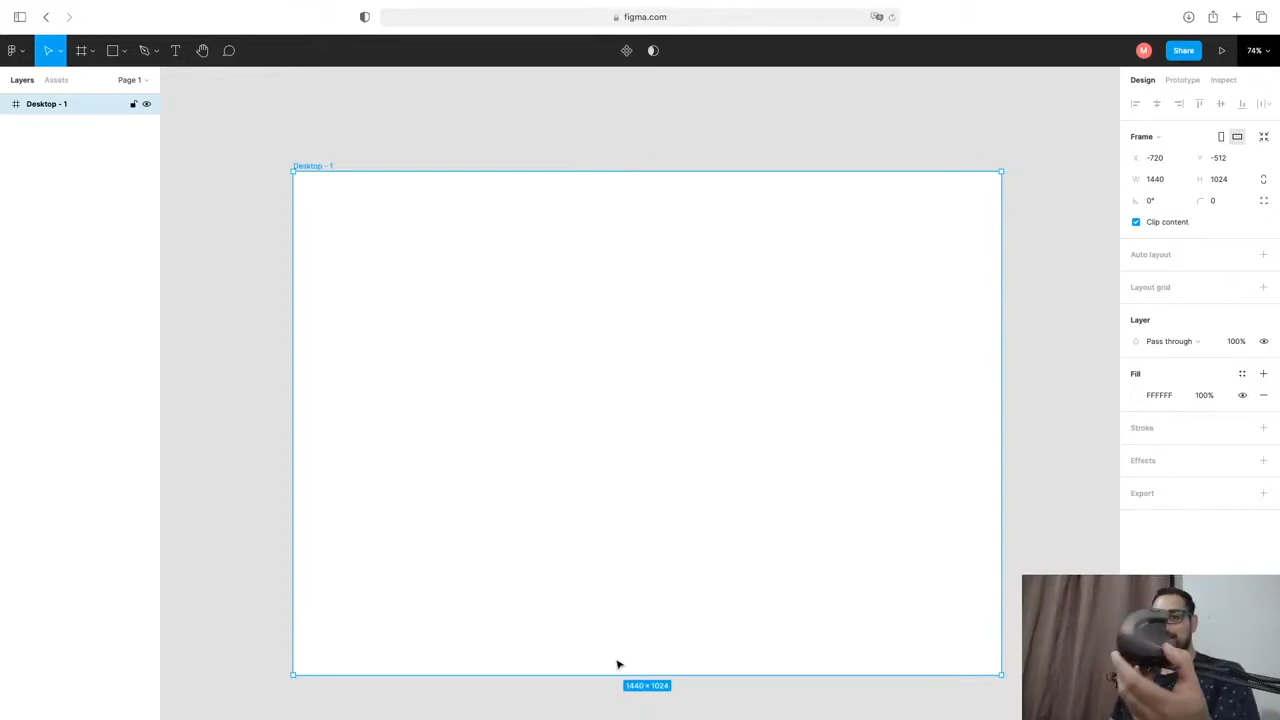 figma.com
M
Share
74%
Layers
Assets
Page 1
Desktop - 1
Desktop - 1
1440 × 1024
Design
Prototype
Inspect
Frame
X
-720
Y
-512
W
1440
H
1024
0°
0
Clip content
Auto layout
Layout grid
Layer
Pass through
100%
Fill
FFFFFF
100%
Stroke
Effects
Export